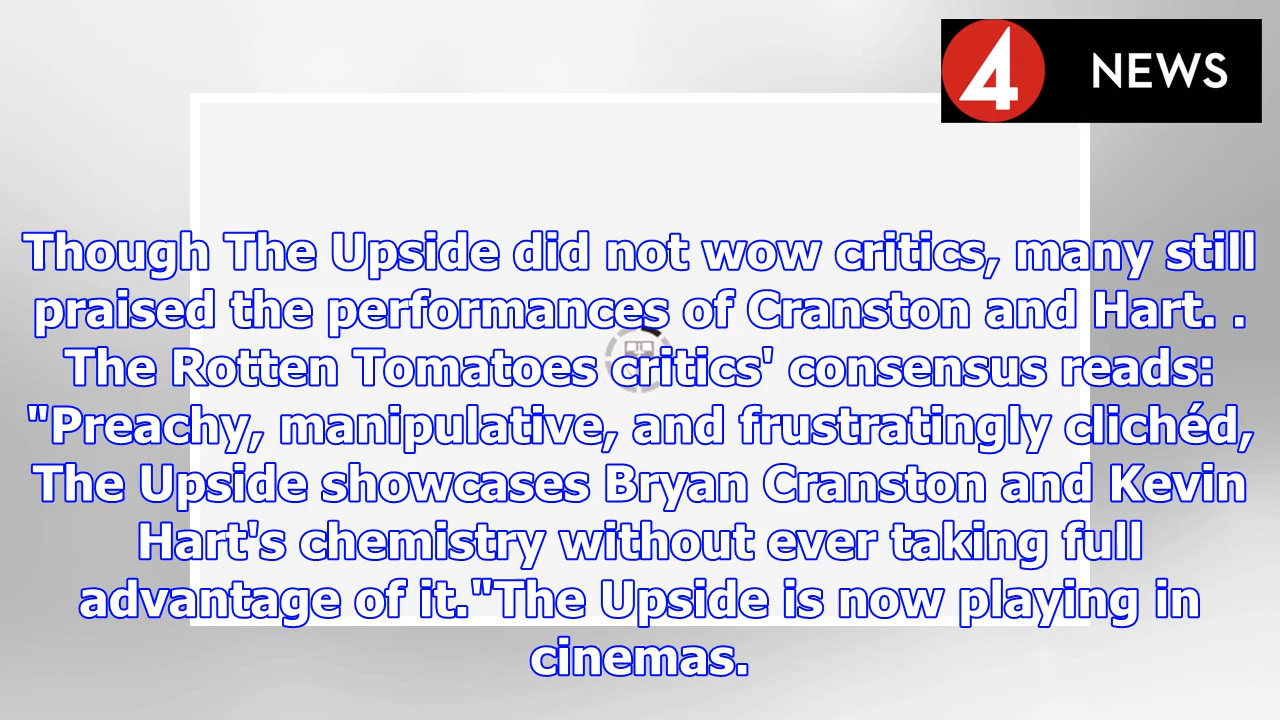 4 NEWS
Though The Upside did not wow critics, many still
praised the performances of Cranston and Hart. .
The Rotten Tomatoes critics' consensus reads:
"Preachy, manipulative, and frustratingly clichéd,
The Upside showcases Bryan Cranston and Kevin
Hart's chemistry without ever taking full
advantage of it."The Upside is now playing in
cinemas.